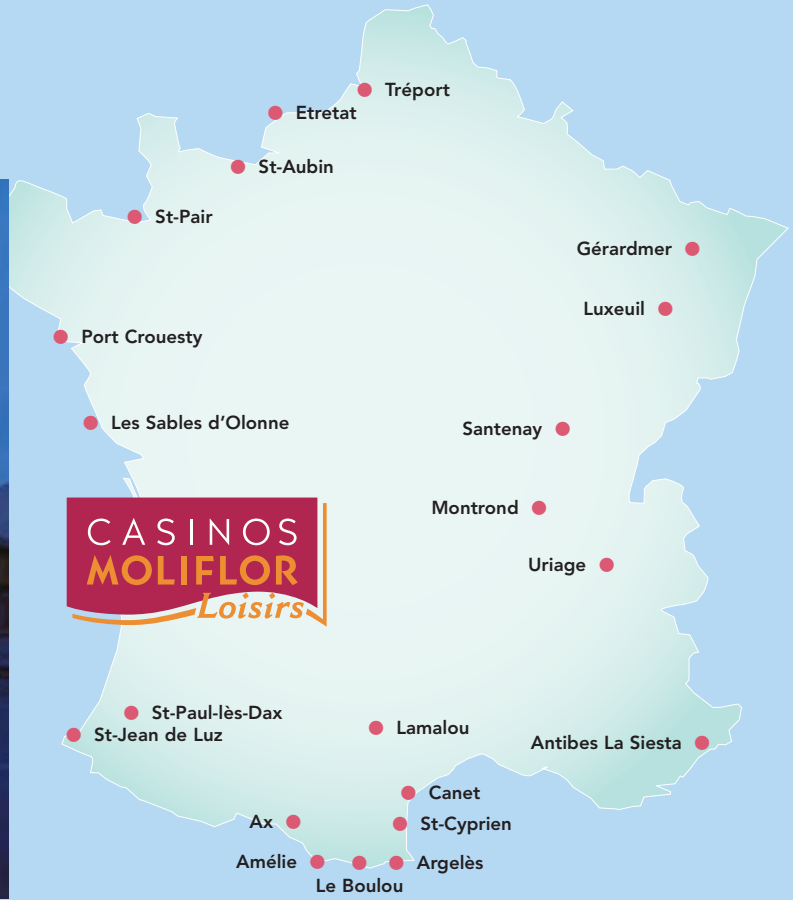 Tréport
Etretat
St-Aubin
St-Pair
Gérardmer
Luxeuil
Port Crouesty
Les Sables d'Olonne
Santenay
Montrond
CASINOS
MOLIFLOR
Loisirs
Uriage
St-Paul-lès-Dax
St-Jean de Luz
Lamalou
Antibes La Siesta
Canet
Ax
St-Cyprien
Amélie
Argelès
Le Boulou